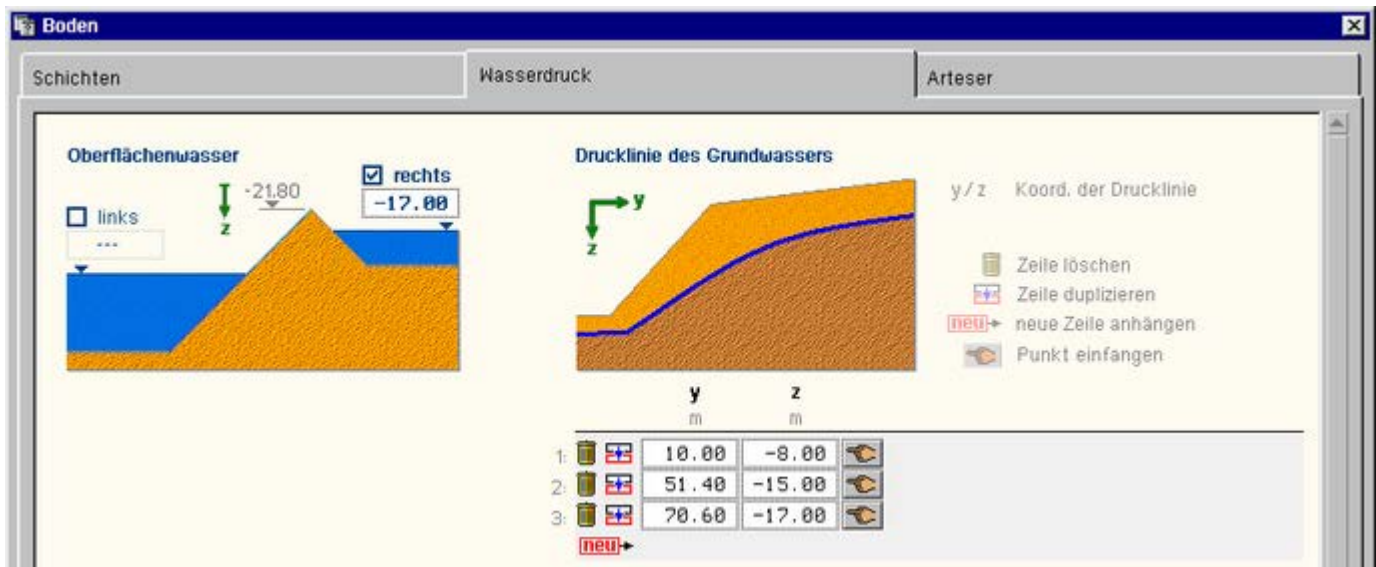 Boden
Schichten
Wasserdruck
Arteser
Oberflächenwasser
links
---
z
-21.80
rechts
-17.00
Drucklinie des Grundwassers
y
z
y/z Koord. der Drucklinie
Zeile löschen
Zeile duplizieren
neu neue Zeile anhängen
Punkt einfangen
y z
m m
1: 10.00 -8.00
2: 51.40 -15.00
3: 70.60 -17.00
neu